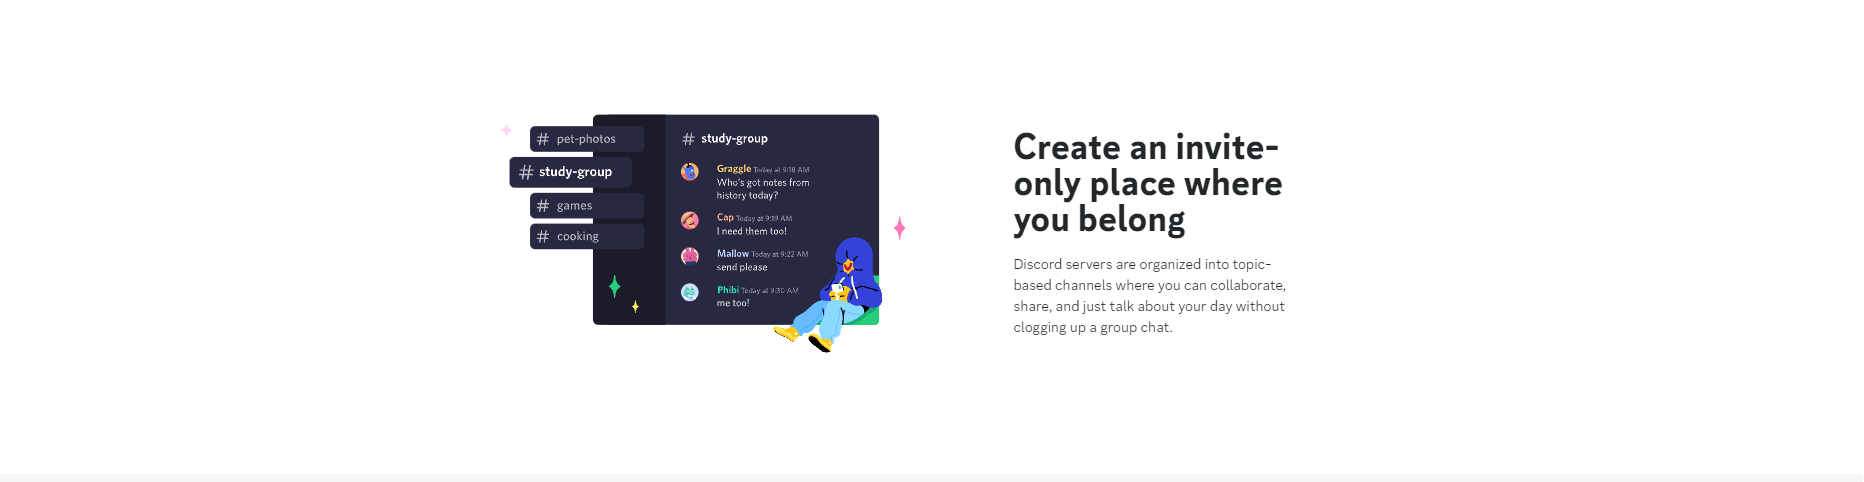 # pet-photos
# study-group
# games
# cooking
# study-group
Graggle Today at 9:18 AM
Who's got notes from
history today?
Cap Today at 9:19 AM
I need them too!
Mallow Today at 9:22 AM
send please
Phibi Today at 9:30 AM
me too!
Create an invite-
only place where
you belong
Discord servers are organized into topic-
based channels where you can collaborate,
share, and just talk about your day without
clogging up a group chat.